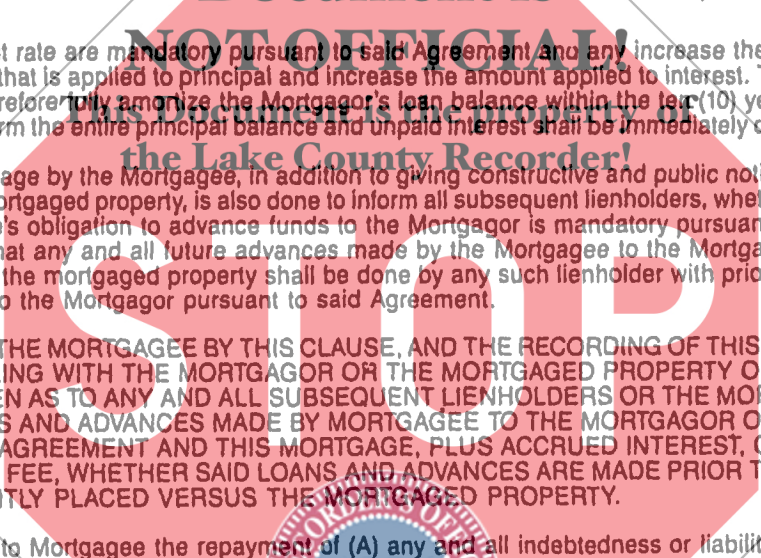 Document is
t rate are mandatory pursuant to said Agreement and any increase the
NOT OFFICIAL!
that is applied to principal and increase the amount applied to interest.
refore fully amortize the Mortgagor's loan balance within the ten (10) ye
This Document is the property of
rm the entire principal balance and unpaid interest shall be immediately
the Lake County Recorder!
age by the Mortgagee, in addition to giving constructive and public noti
ortgaged property, is also done to inform all subsequent lienholders, whet
's obligation to advance funds to the Mortgagor is mandatory pursuan
hat any and all future advances made by the Mortgagee to the Mortga
the mortgaged property shall be done by any such lienholder with prio
o the Mortgagor pursuant to said Agreement.
STOP
THE MORTGAGEE BY THIS CLAUSE, AND THE RECORDING OF THIS
ING WITH THE MORTGAGOR OR THE MORTGAGED PROPERTY O
EN AS TO ANY AND ALL SUBSEQUENT LIENHOLDERS OR THE MOR
S AND ADVANCES MADE BY MORTGAGEE TO THE MORTGAGOR O
AGREEMENT AND THIS MORTGAGE, PLUS ACCRUED INTEREST,
FEE, WHETHER SAID LOANS AND ADVANCES ARE MADE PRIOR T
TLY PLACED VERSUS THE MORTGAGED PROPERTY.
to Mortgagee the repayment of (A) any and all indebtedness or liabilit